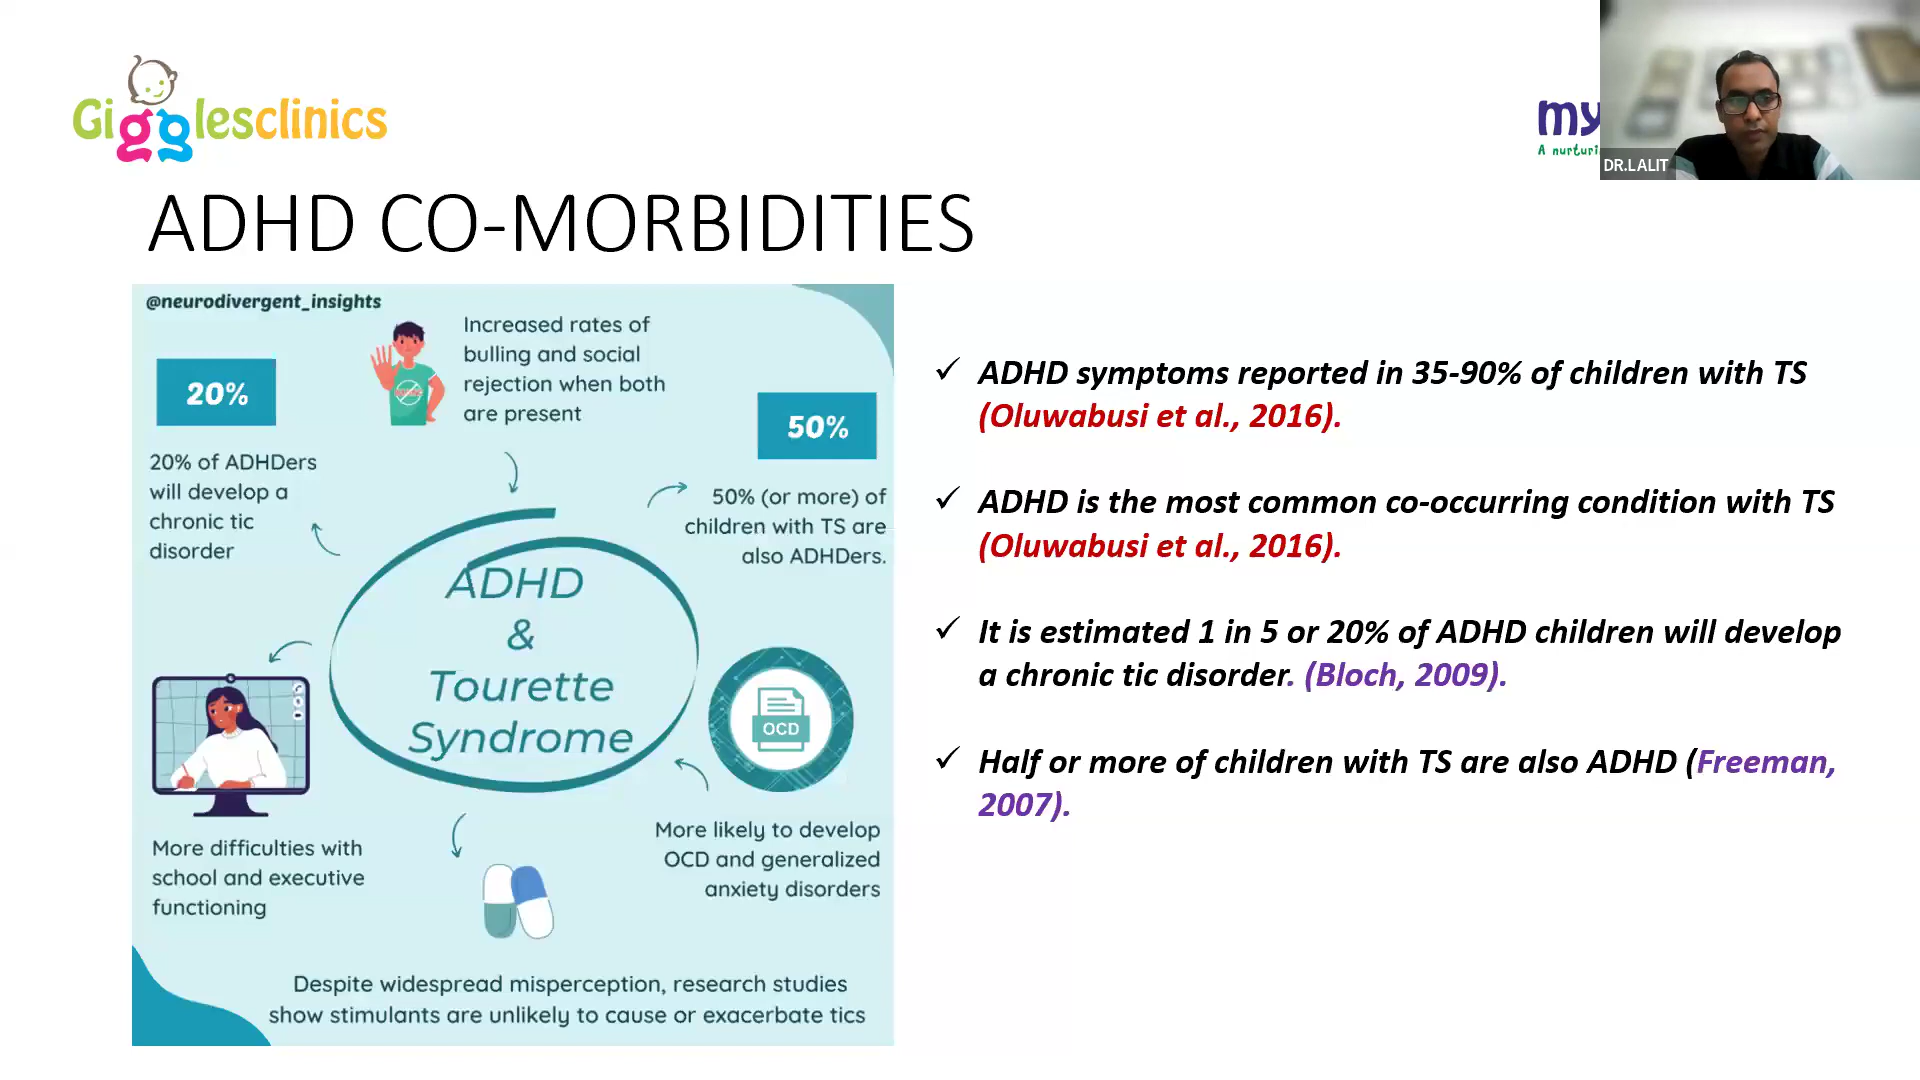 Gigglesclinics
my
A nurturi
DR.LALIT
ADHD CO-MORBIDITIES
@neurodivergent_insights
20%
20% of ADHDers
will develop a
chronic tic
disorder
Increased rates of
bulling and social
rejection when both
are present
50%
50% (or more) of
children with TS are
also ADHDers.
ADHD
&
Tourette
Syndrome
OCD
More difficulties with
school and executive
functioning
More likely to develop
OCD and generalized
anxiety disorders
Despite widespread misperception, research studies
show stimulants are unlikely to cause or exacerbate tics
✓ ADHD symptoms reported in 35-90% of children with TS
(Oluwabusi et al., 2016).
✓ ADHD is the most common co-occurring condition with TS
(Oluwabusi et al., 2016).
✓ It is estimated 1 in 5 or 20% of ADHD children will develop
a chronic tic disorder. (Bloch, 2009).
✓ Half or more of children with TS are also ADHD (Freeman,
2007).